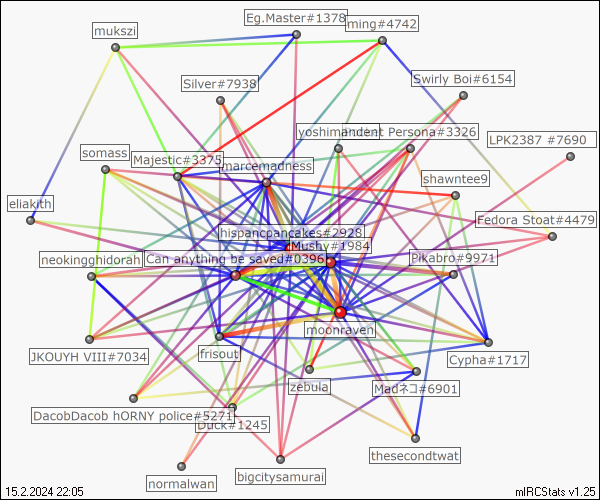 Eg.Master#1378
mukszi
ming#4742
Swirly Boi#6154
Silver#7938
yoshimandent Persona#3326
LPK2387 #7690
somass
Majestic#3375
marcemadness
shawntee9
eliakith
Fedora Stoat#4479
hispancpancakes#2928
Mushy#1984
neokingghidorah
Can anything be saved#0396
Pikabro#9971
moonraven
JKOUYH VIII#7034
frisout
Cypha#1717
zebuia
Madネコ#6901
DacobDacob hORNY police#5271
Duck#1245
thesecondtwat
normalwan
bigcitysamurai
15.2.2024 22:05
mIRCStats v1.25